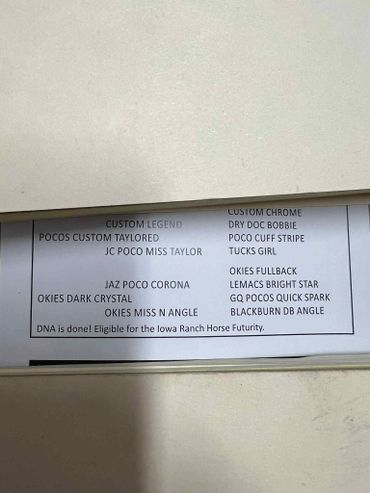 CUSTOM CHROME
CUSTOM LEGEND DRY DOC BOBBIE
POCOS CUSTOM TAYLORED POCO CUFF STRIPE
JC POCO MISS TAYLOR TUCKS GIRL
OKIES FULLBACK
JAZ POCO CORONA LEMACS BRIGHT STAR
OKIES DARK CRYSTAL GQ POCOS QUICK SPARK
OKIES MISS N ANGLE BLACKBURN DB ANGLE
DNA is done! Eligible for the Iowa Ranch Horse Futurity.